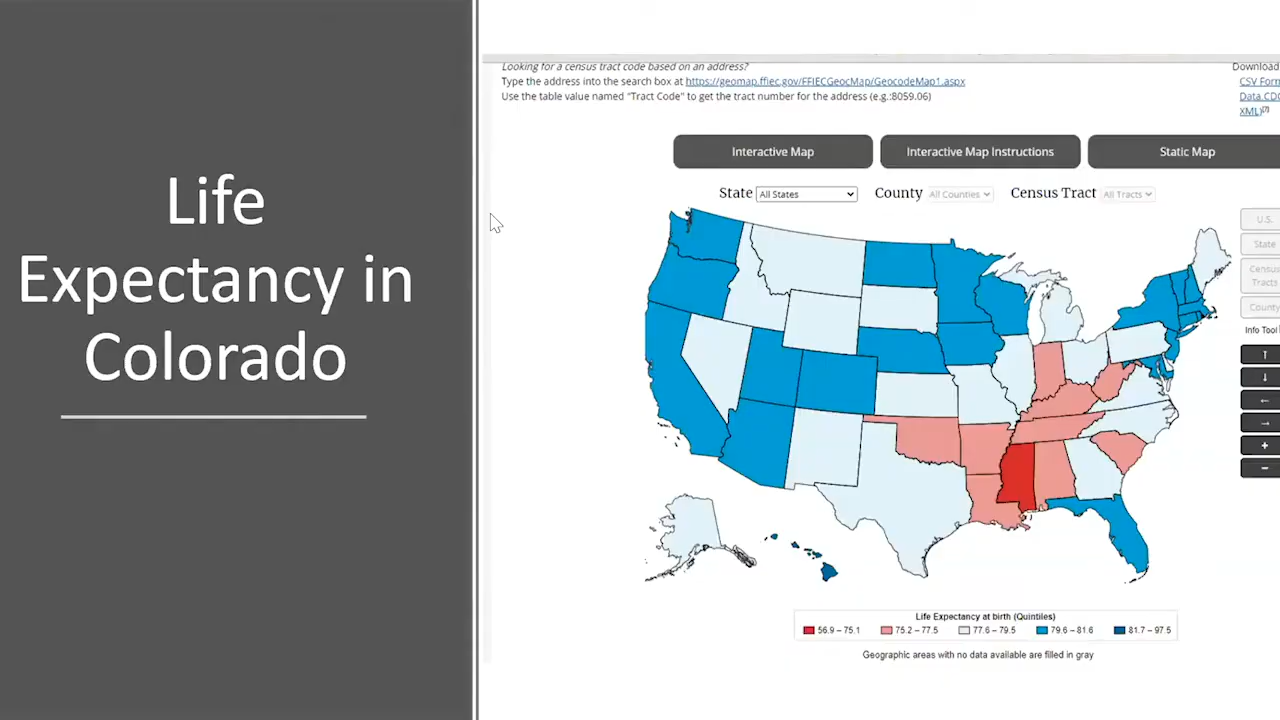 Life
Expectancy in
Colorado
Looking for a census tract code based on an address?
Type the address into the search box at https://geomap.ffiec.gov/FFIECGeocMap/GeocodeMap1.aspx
Use the table value named "Tract Code" to get the tract number for the address (e.g.:8059.06)
Download
CSV Form
Data.CDC
XML)[7]
Interactive Map
Interactive Map Instructions
Static Map
State All States County All Counties Census Tract All Tracts
U.S.
State
Census
Tracts
County
Info Tool
↑
↓
←
→
+
−
Life Expectancy at birth (Quintiles)
56.9 – 75.1 75.2 – 77.5 77.6 – 79.5 79.6 – 81.6 81.7 – 97.5
Geographic areas with no data available are filled in gray